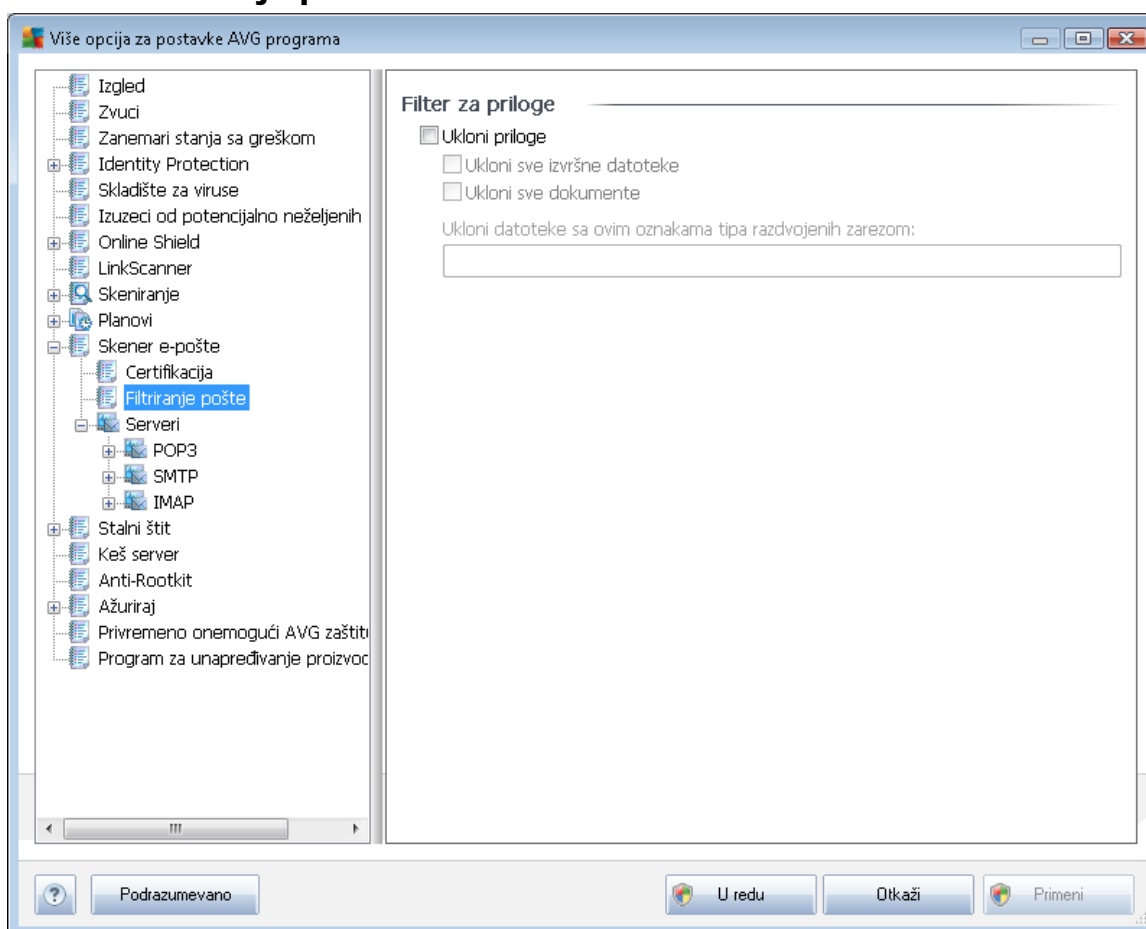 Više opcija za postavke AVG programa
Izgled
Zvuci
Zanemari stanja sa greškom
Identity Protection
Skladište za viruse
Izuzeci od potencijalno neželjenih
Online Shield
LinkScanner
Skeniranje
Planovi
Skener e-pošte
Certifikacija
Filtriranje pošte
Serveri
POP3
SMTP
IMAP
Stalni štit
Keš server
Anti-Rootkit
Ažuriraj
Privremeno onemogući AVG zaštitu
Program za unapređivanje proizvod
Filter za priloge
Ukloni priloge
Ukloni sve izvršne datoteke
Ukloni sve dokumente
Ukloni datoteke sa ovim oznakama tipa razdvojenih zarezom:
Podrazumevano
U redu
Otkaži
Primeni